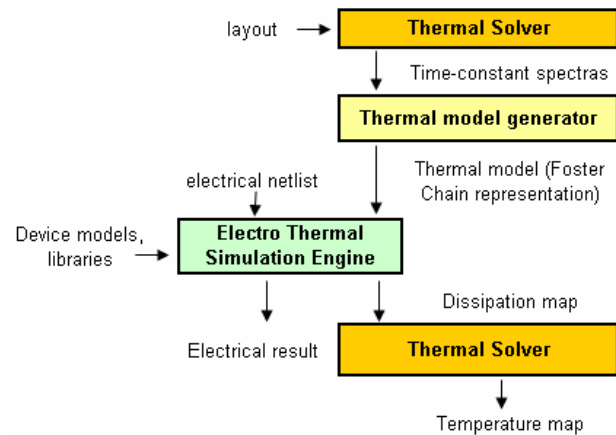 layout
Thermal Solver
Time-constant spectras
Thermal model generator
Thermal model (Foster
Chain representation)
electrical netlist
Device models,
libraries
Electro Thermal
Simulation Engine
Dissipation map
Electrical result
Thermal Solver
Temperature map